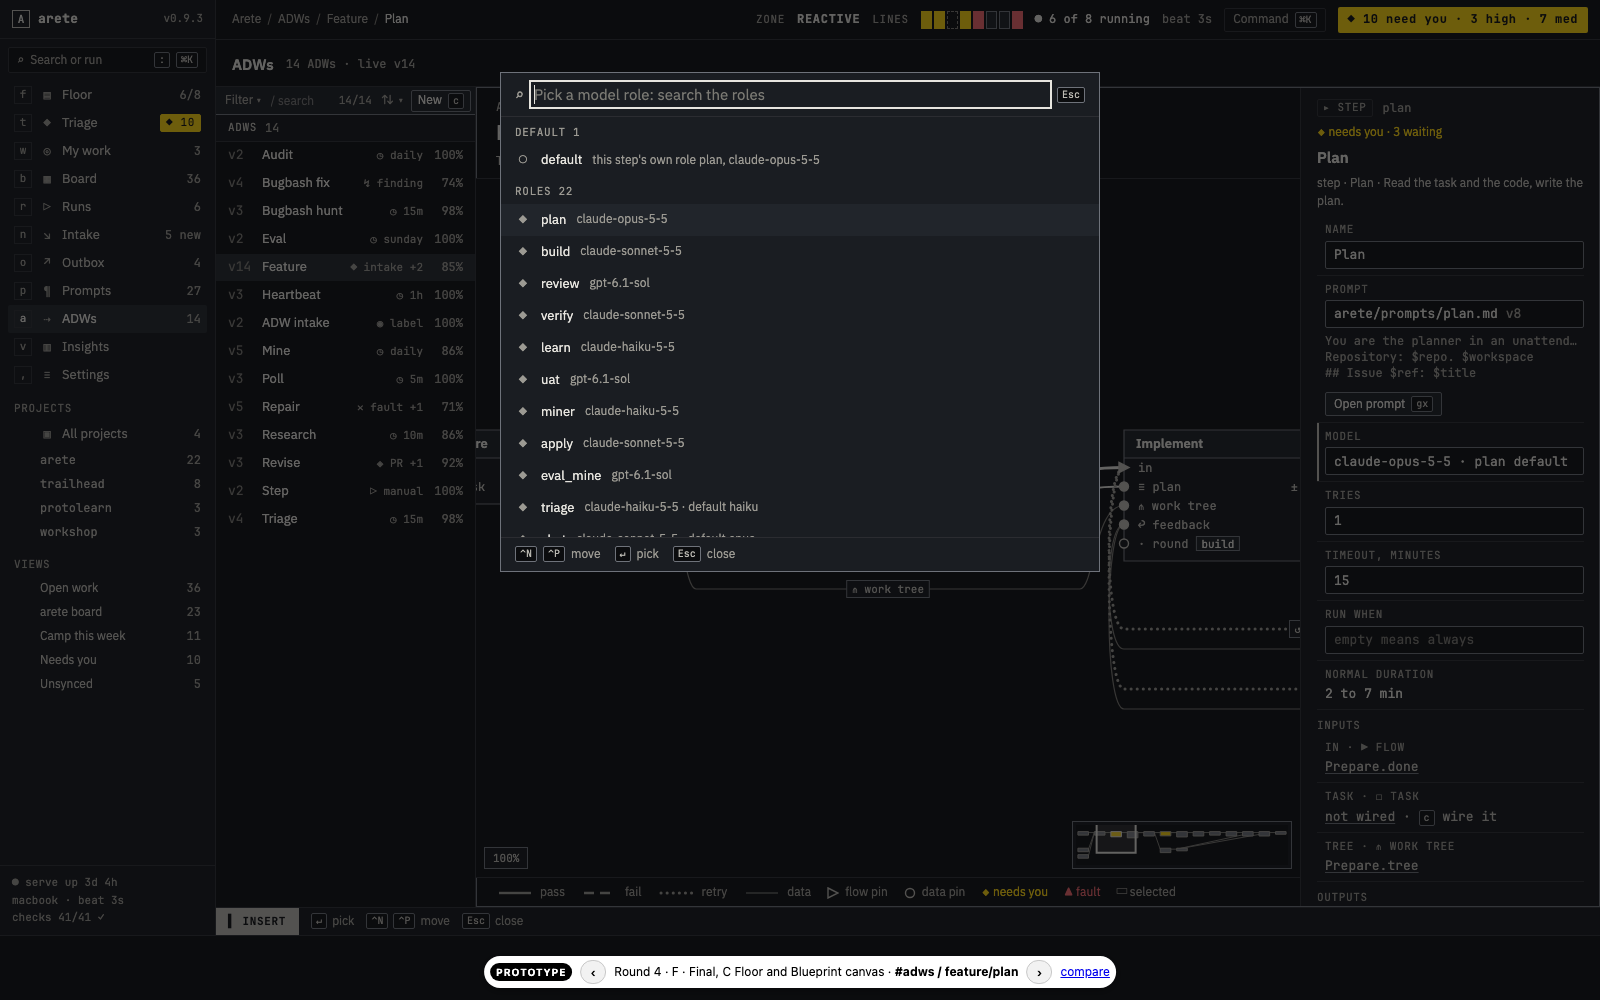 A arete v0.9.3
Arete / ADWs / Feature / Plan
ZONE REACTIVE LINES 6 of 8 running beat 3s Command ⌘K ◆ 10 need you · 3 high · 7 med
Search or run : ⌘K
f Floor 6/8
t Triage ◆ 10
w My work 3
b Board 36
r Runs 6
n Intake 5 new
o Outbox 4
p Prompts 27
a ADWs 14
v Insights
, Settings
PROJECTS
All projects 4
arete 22
trailhead 8
protolearn 3
workshop 3
VIEWS
Open work 36
arete board 23
Camp this week 11
Needs you 10
Unsynced 5
serve up 3d 4h
macbook · beat 3s
checks 41/41 ✓
ADWs 14 ADWs · live v14
Filter / search 14/14 New c
ADWS 14
v2 Audit daily 100%
v4 Bugbash fix finding 74%
v3 Bugbash hunt 15m 98%
v2 Eval sunday 100%
v14 Feature intake +2 85%
v3 Heartbeat 1h 100%
v2 ADW intake label 100%
v5 Mine daily 86%
v3 Poll 5m 100%
v5 Repair fault +1 71%
v3 Research 10m 86%
v3 Revise PR +1 92%
v2 Step manual 100%
v4 Triage 15m 98%
Pick a model role: search the roles Esc
DEFAULT 1
default this step's own role plan, claude-opus-5-5
ROLES 22
plan claude-opus-5-5
build claude-sonnet-5-5
review gpt-6.1-sol
verify claude-sonnet-5-5
learn claude-haiku-5-5
uat gpt-6.1-sol
miner claude-haiku-5-5
apply claude-sonnet-5-5
eval_mine gpt-6.1-sol
triage claude-haiku-5-5 · default haiku
^N ^P move ↵ pick Esc close
Implement
in
plan
work tree
feedback
· round build
work tree
100%
pass fail retry data flow pin data pin needs you fault selected
INSERT ↵ pick ^N ^P move Esc close
STEP plan
◆ needs you · 3 waiting
Plan
step · Plan · Read the task and the code, write the
plan.
NAME
Plan
PROMPT
arete/prompts/plan.md v8
You are the planner in an unattend…
Repository: $repo. $workspace
## Issue $ref: $title
Open prompt gx
MODEL
claude-opus-5-5 · plan default
TRIES
1
TIMEOUT, MINUTES
15
RUN WHEN
empty means always
NORMAL DURATION
2 to 7 min
INPUTS
IN · ▶ FLOW
Prepare.done
TASK · □ TASK
not wired · c wire it
TREE · WORK TREE
Prepare.tree
OUTPUTS
PROTOTYPE ‹ Round 4 · F · Final, C Floor and Blueprint canvas · #adws / feature/plan › compare